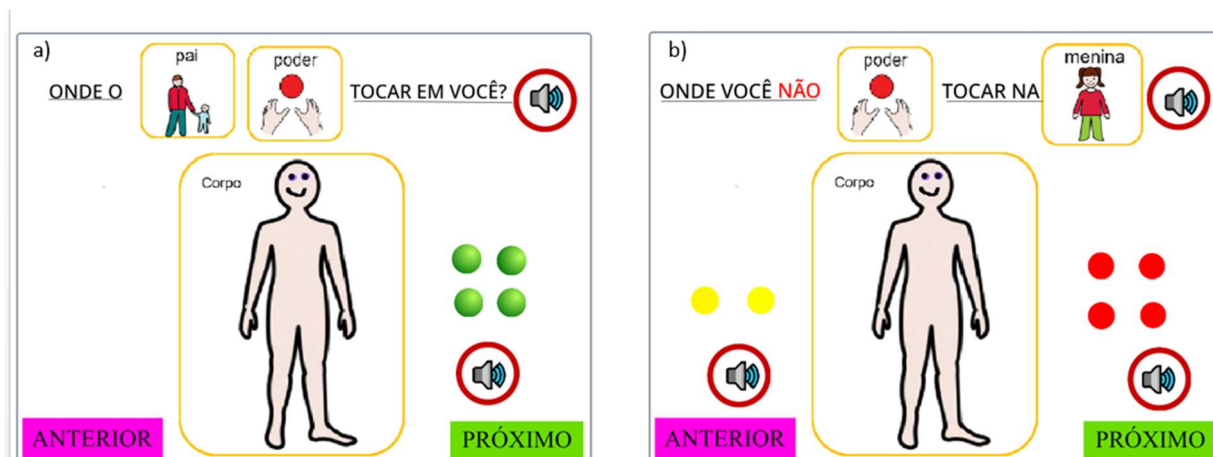 a)
pai
poder
ONDE O
TOCAR EM VOCÊ?
Corpo
ANTERIOR
PRÓXIMO
b)
poder
menina
ONDE VOCÊ NÃO
TOCAR NA
Corpo
ANTERIOR
PRÓXIMO